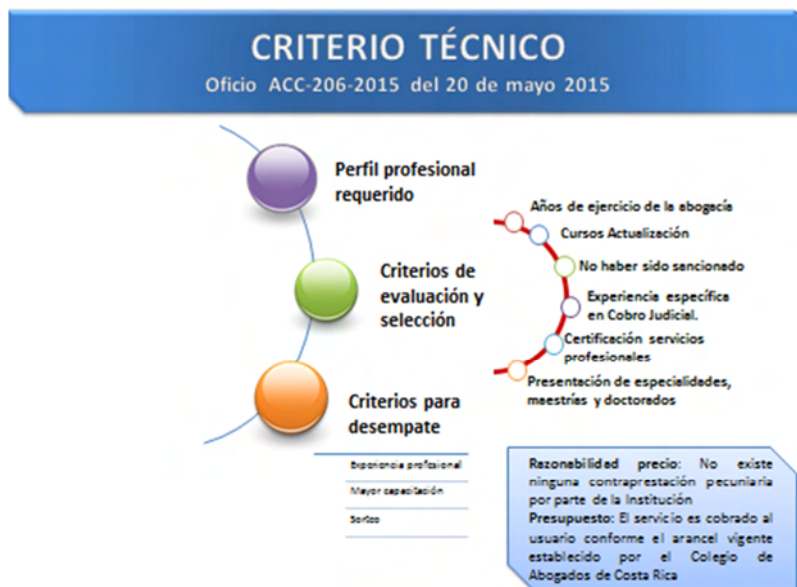 CRITERIO TÉCNICO
Oficio ACC-206-2015 del 20 de mayo 2015
Perfil profesional
requerido
Criterios de
evaluación y
selección
Criterios para
desempate
Experiencia profesional
Mayor capacitación
Sorteo
Años de ejercicio de la abogacía
Cursos Actualización
No haber sido sancionado
Experiencia específica
en Cobro Judicial.
Certificación servicios
profesionales
Presentación de especialidades,
maestrías y doctorados
Razonabilidad precio: No existe
ninguna contraprestación pecuniaria
por parte de la Institución
Presupuesto: El servicio es cobrado al
usuario conforme el arancel vigente
establecido por el Colegio de
Abogados de Costa Rica